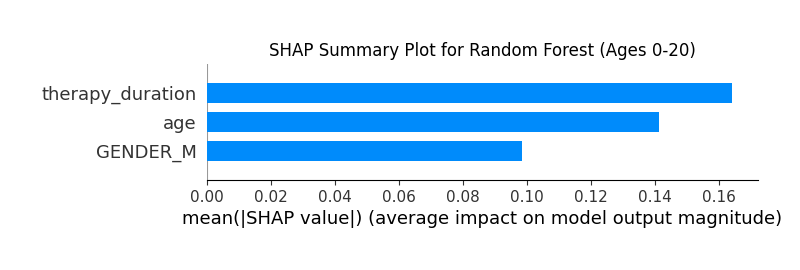 SHAP Summary Plot for Random Forest (Ages 0-20)
therapy_duration
age
GENDER_M
0.00 0.02 0.04 0.06 0.08 0.10 0.12 0.14 0.16
mean(|SHAP value|) (average impact on model output magnitude)